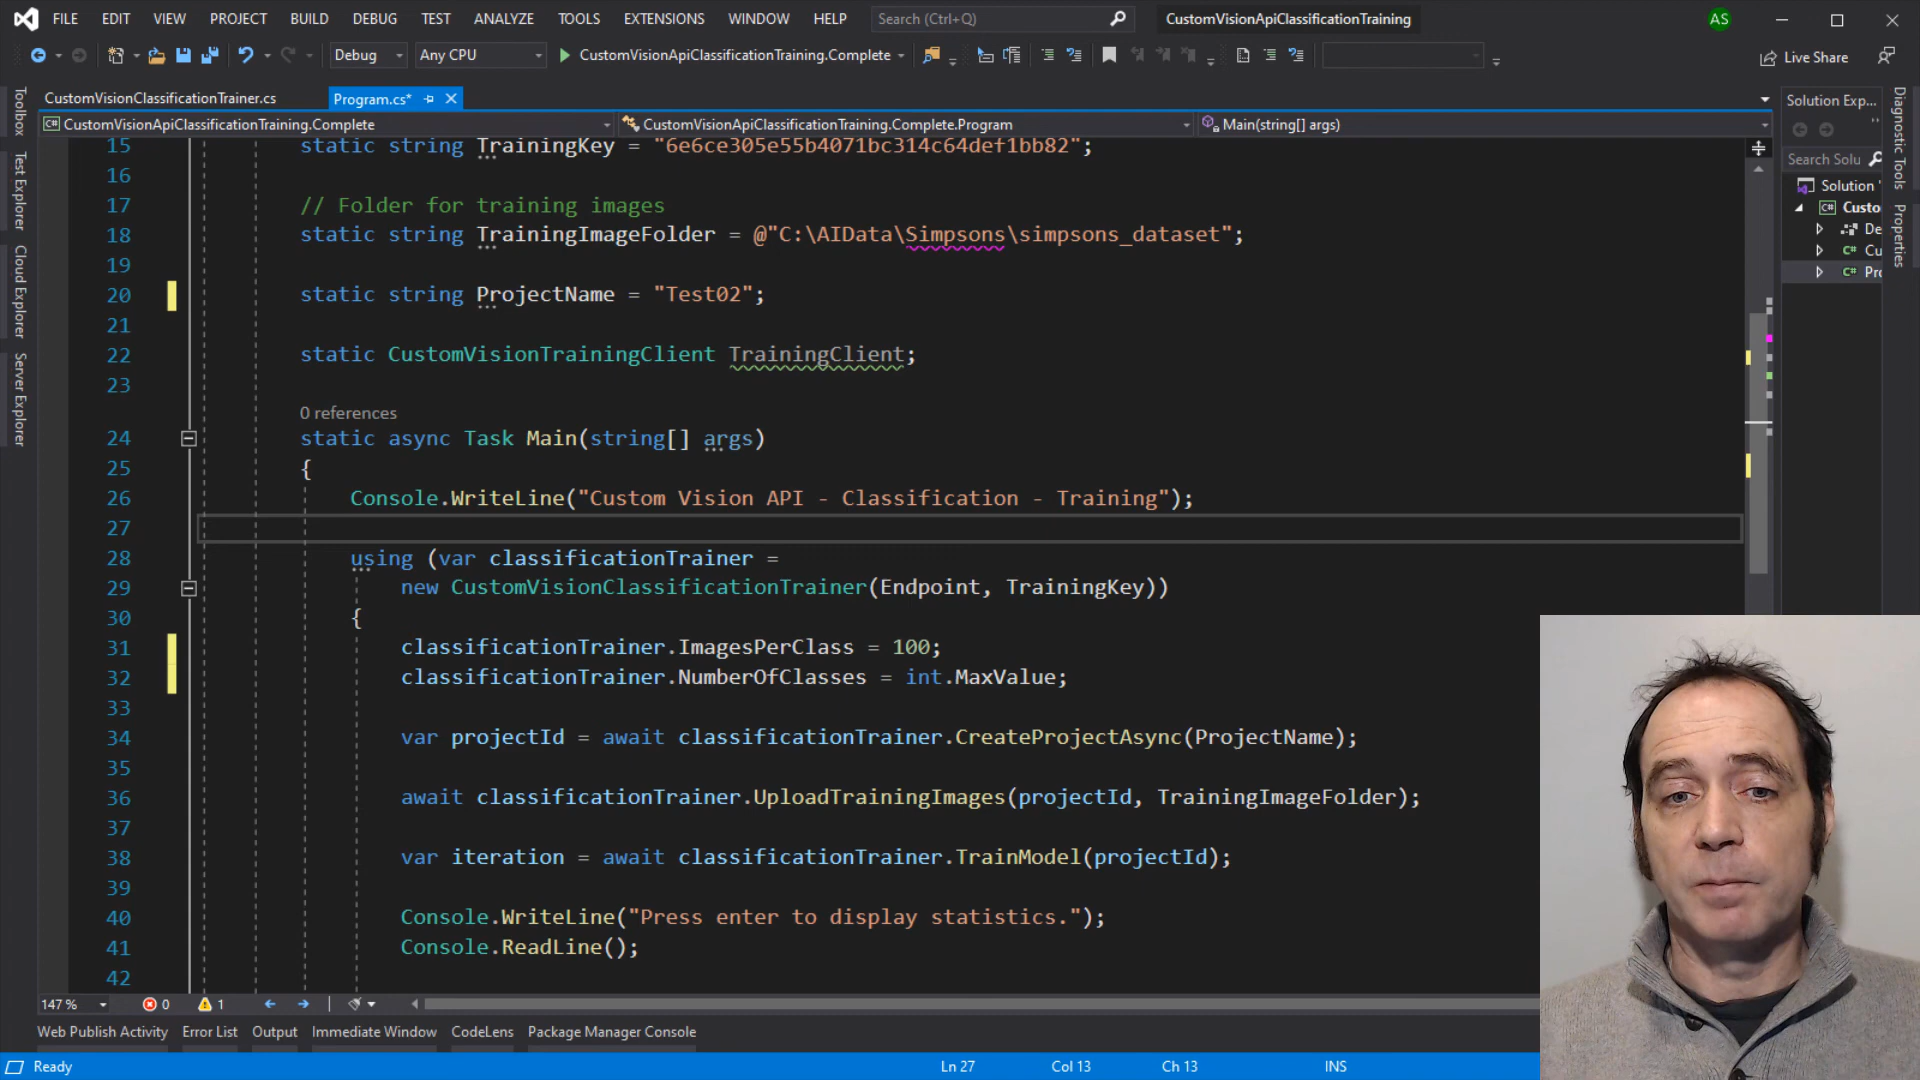 FILE EDIT VIEW PROJECT BUILD DEBUG TEST ANALYZE TOOLS EXTENSIONS WINDOW HELP Search (Ctrl+Q) CustomVisionApiClassificationTraining AS
Debug Any CPU CustomVisionApiClassificationTraining.Complete Live Share
CustomVisionClassificationTrainer.cs Program.cs*
CustomVisionApiClassificationTraining.Complete CustomVisionApiClassificationTraining.Complete.Program Main(string[] args)
Toolbox
Test Explorer
Cloud Explorer
Server Explorer
15 static string TrainingKey = "6e6ce305e55b4071bc314c64def1bb82";
16
17 // Folder for training images
18 static string TrainingImageFolder = @"C:\AIData\Simpsons\simpsons_dataset";
19
20 static string ProjectName = "Test02";
21
22 static CustomVisionTrainingClient TrainingClient;
23
0 references
24 static async Task Main(string[] args)
25 {
26 Console.WriteLine("Custom Vision API - Classification - Training");
27
28 using (var classificationTrainer =
29 new CustomVisionClassificationTrainer(Endpoint, TrainingKey))
30 {
31 classificationTrainer.ImagesPerClass = 100;
32 classificationTrainer.NumberOfClasses = int.MaxValue;
33
34 var projectId = await classificationTrainer.CreateProjectAsync(ProjectName);
35
36 await classificationTrainer.UploadTrainingImages(projectId, TrainingImageFolder);
37
38 var iteration = await classificationTrainer.TrainModel(projectId);
39
40 Console.WriteLine("Press enter to display statistics.");
41 Console.ReadLine();
42
Solution Exp...
Search Solu
Solution '
C# Custo
De
C# Cu
C# Pro
Diagnostic Tools
Properties
147 % 0 1
Web Publish Activity Error List Output Immediate Window CodeLens Package Manager Console
Ready Ln 27 Col 13 Ch 13 INS